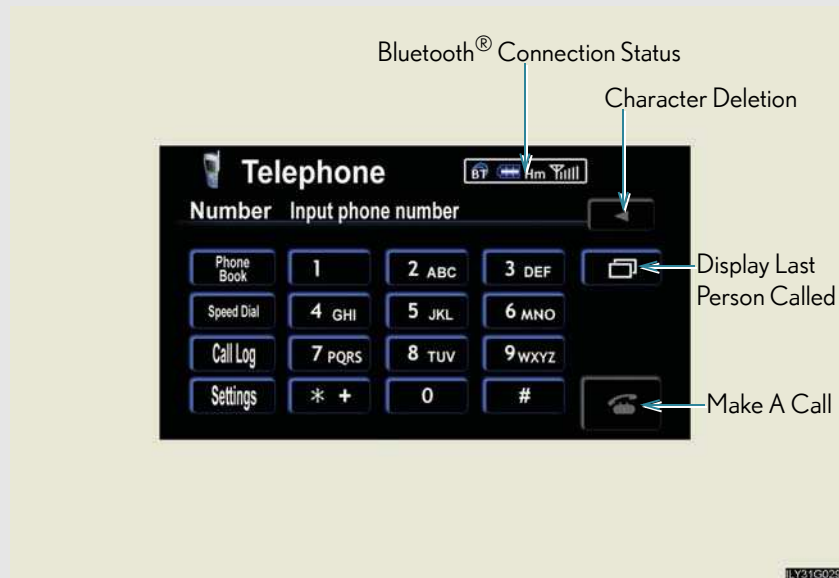 Bluetooth® Connection Status
Character Deletion
Telephone
BT Hm
Number Input phone number
Phone Book
1
2 ABC
3 DEF
Display Last Person Called
Speed Dial
4 GHI
5 JKL
6 MNO
Call Log
7 PQRS
8 TUV
9 WXYZ
Settings
* +
0
#
Make A Call